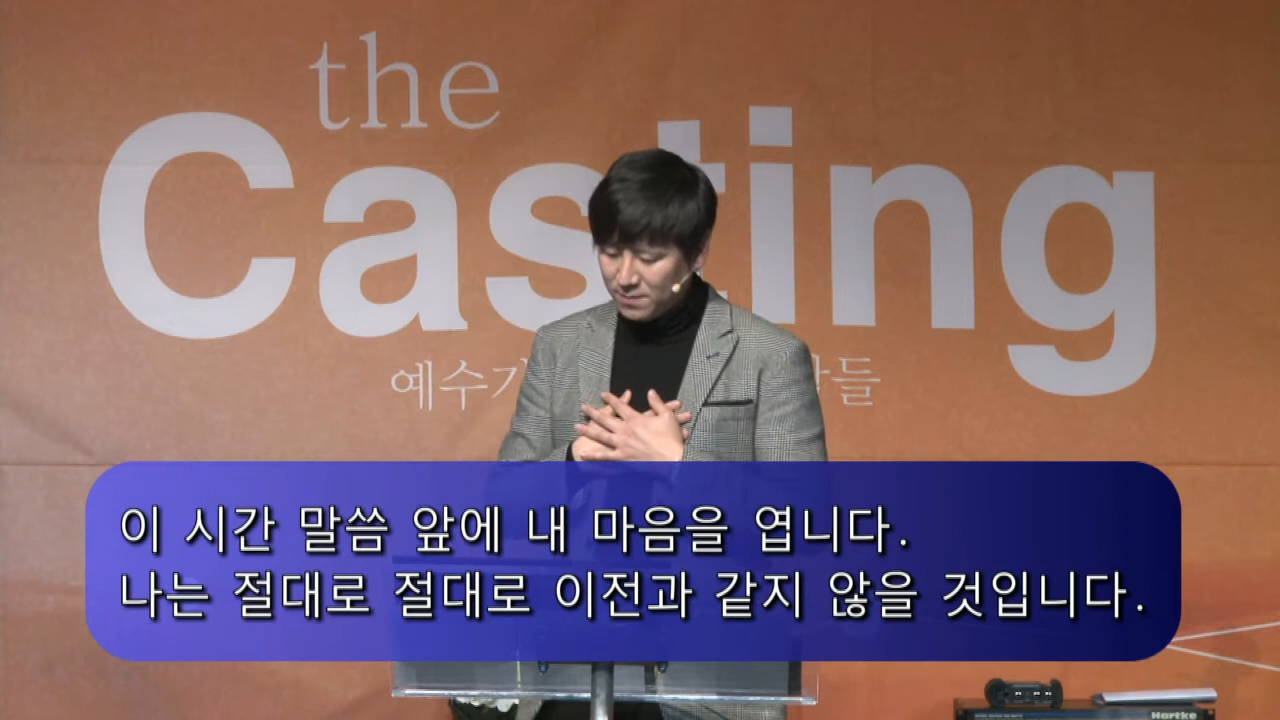 the
Casting
예수가
들
이 시간 말씀 앞에 내 마음을 엽니다.
나는 절대로 절대로 이전과 같지 않을 것입니다.
Hartke